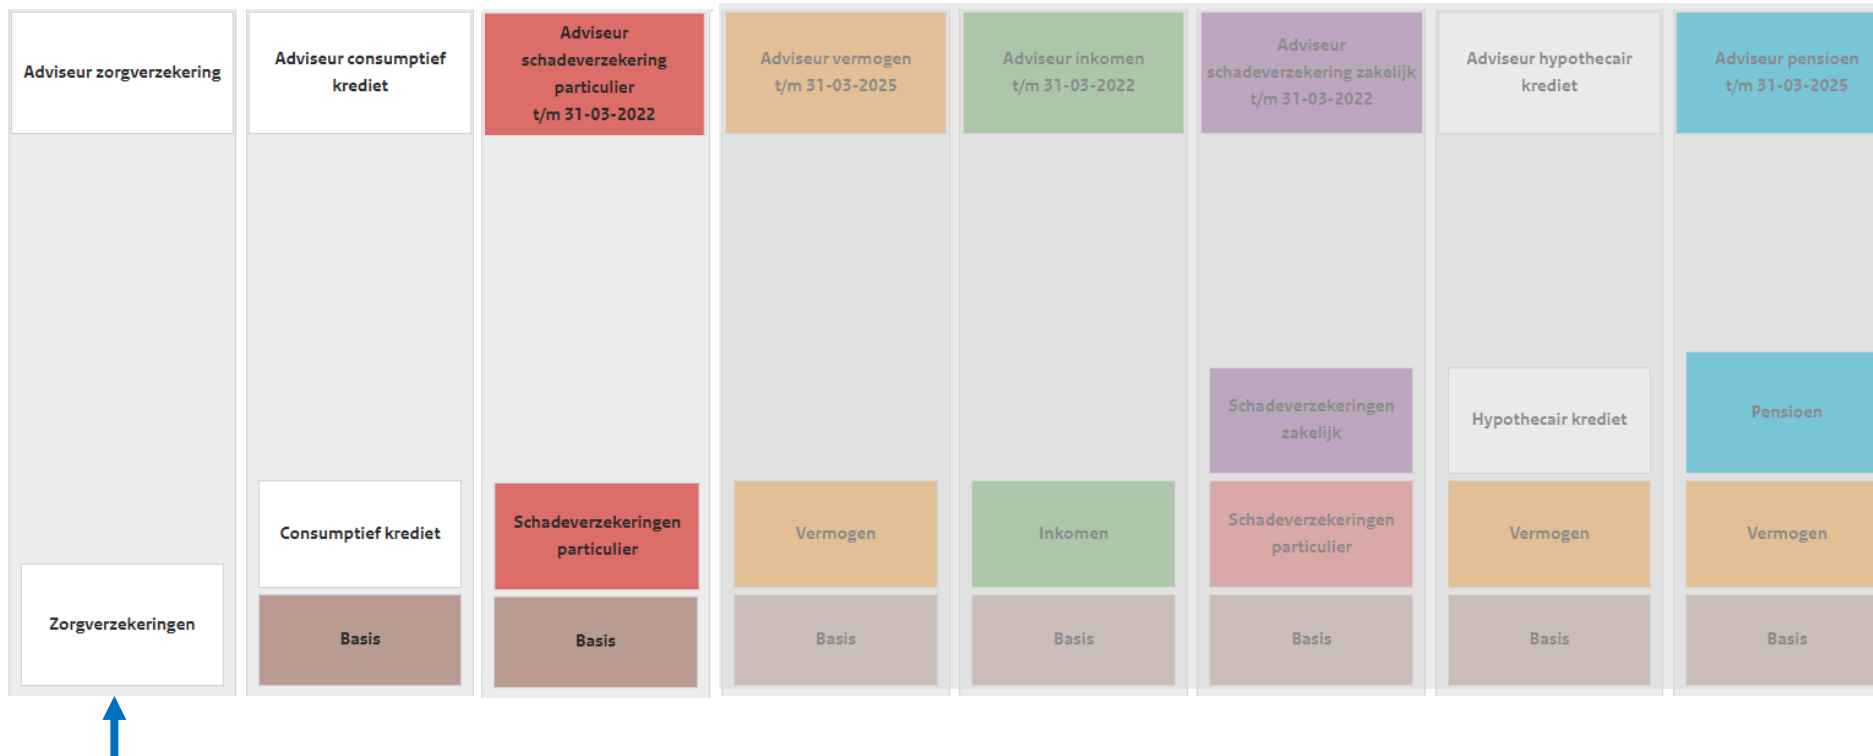 Adviseur zorgverzekering
Adviseur consumptief
krediet
Adviseur
schadeverzekering
particulier
t/m 31-03-2022
Adviseur vermogen
t/m 31-03-2025
Adviseur inkomen
t/m 31-03-2022
Adviseur
schadeverzekering zakelijk
t/m 31-03-2022
Adviseur hypothecair
krediet
Adviseur pensioen
t/m 31-03-2025
Schadeverzekeringen
zakelijk
Hypothecair krediet
Pensioen
Consumptief krediet
Schadeverzekeringen
particulier
Vermogen
Inkomen
Schadeverzekeringen
particulier
Vermogen
Vermogen
Zorgverzekeringen
Basis
Basis
Basis
Basis
Basis
Basis
Basis